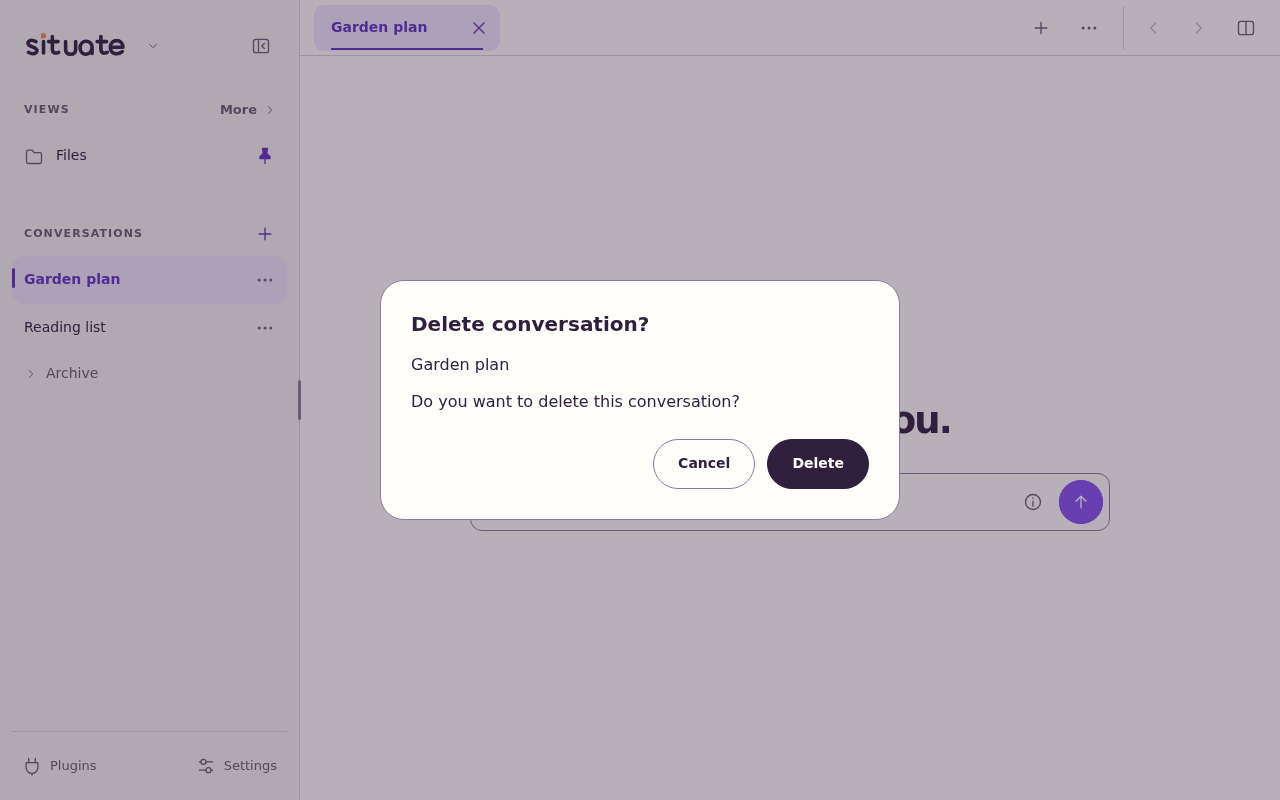 situate
Garden plan
VIEWS
More
Files
CONVERSATIONS
Garden plan
Reading list
Archive
Delete conversation?
Garden plan
Do you want to delete this conversation?
Cancel
Delete
Plugins
Settings